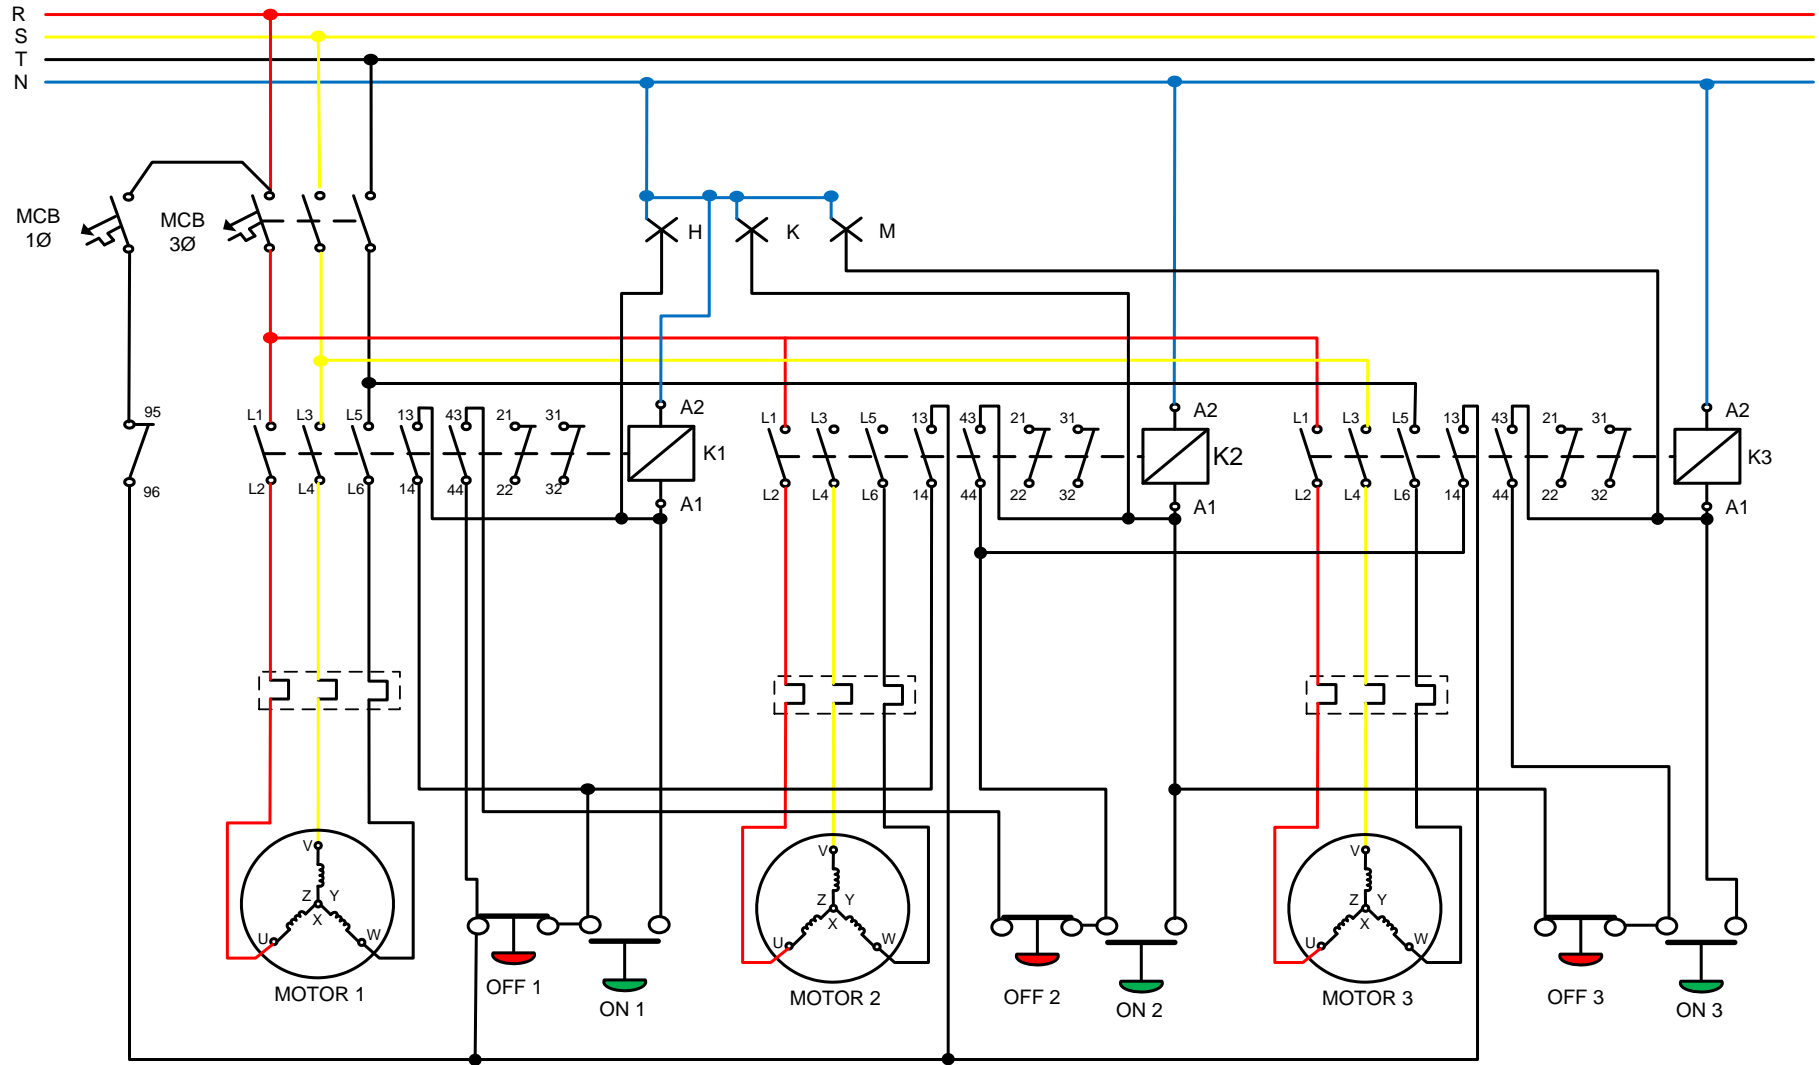 R
S
T
N
MCB
1Ø
MCB
3Ø
H
K
M
95
96
L1
L3
L5
13
43
21
31
A2
K1
L2
L4
L6
14
44
22
32
A1
L1
L3
L5
13
43
21
31
A2
K2
L2
L4
L6
14
44
22
32
A1
L1
L3
L5
13
43
21
31
A2
K3
L2
L4
L6
14
44
22
32
A1
V
Z Y
X
U
W
MOTOR 1
OFF 1
ON 1
V
Z Y
X
U
W
MOTOR 2
OFF 2
ON 2
V
Z Y
X
U
W
MOTOR 3
OFF 3
ON 3